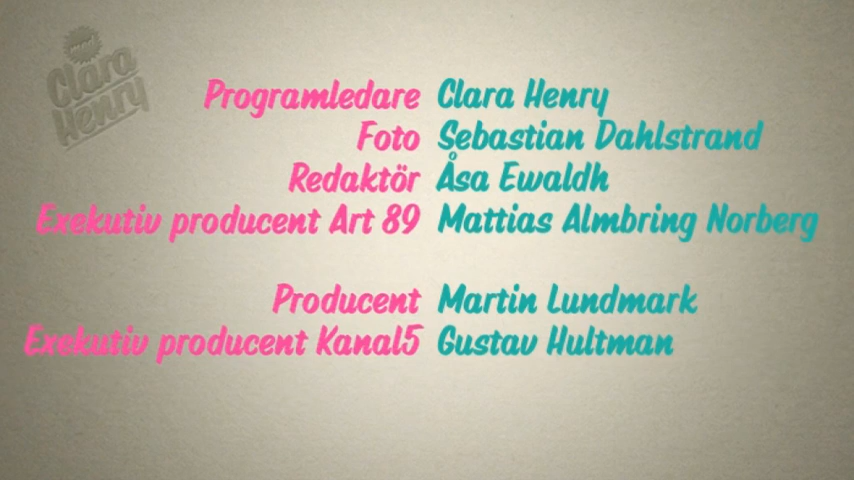 med
Clara
Henry
Programledare Clara Henry
Foto Sebastian Dahlstrand
Redaktör Åsa Ewaldh
Exekutiv producent Art 89 Mattias Almbring Norberg
Producent Martin Lundmark
Exekutiv producent Kanal5 Gustav Hultman